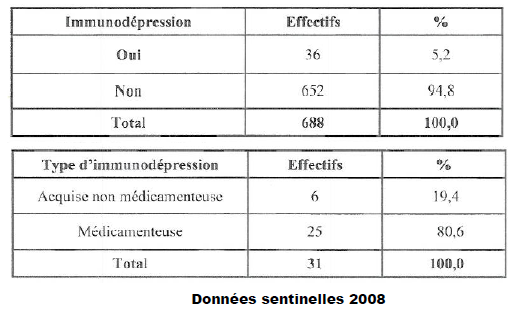 Immunodépression Effectifs %
Oui 36 5,2
Non 652 94,8
Total 688 100,0
Type d'immunodépression Effectifs %
Acquise non médicamenteuse 6 19,4
Médicamenteuse 25 80,6
Total 31 100,0
Données sentinelles 2008